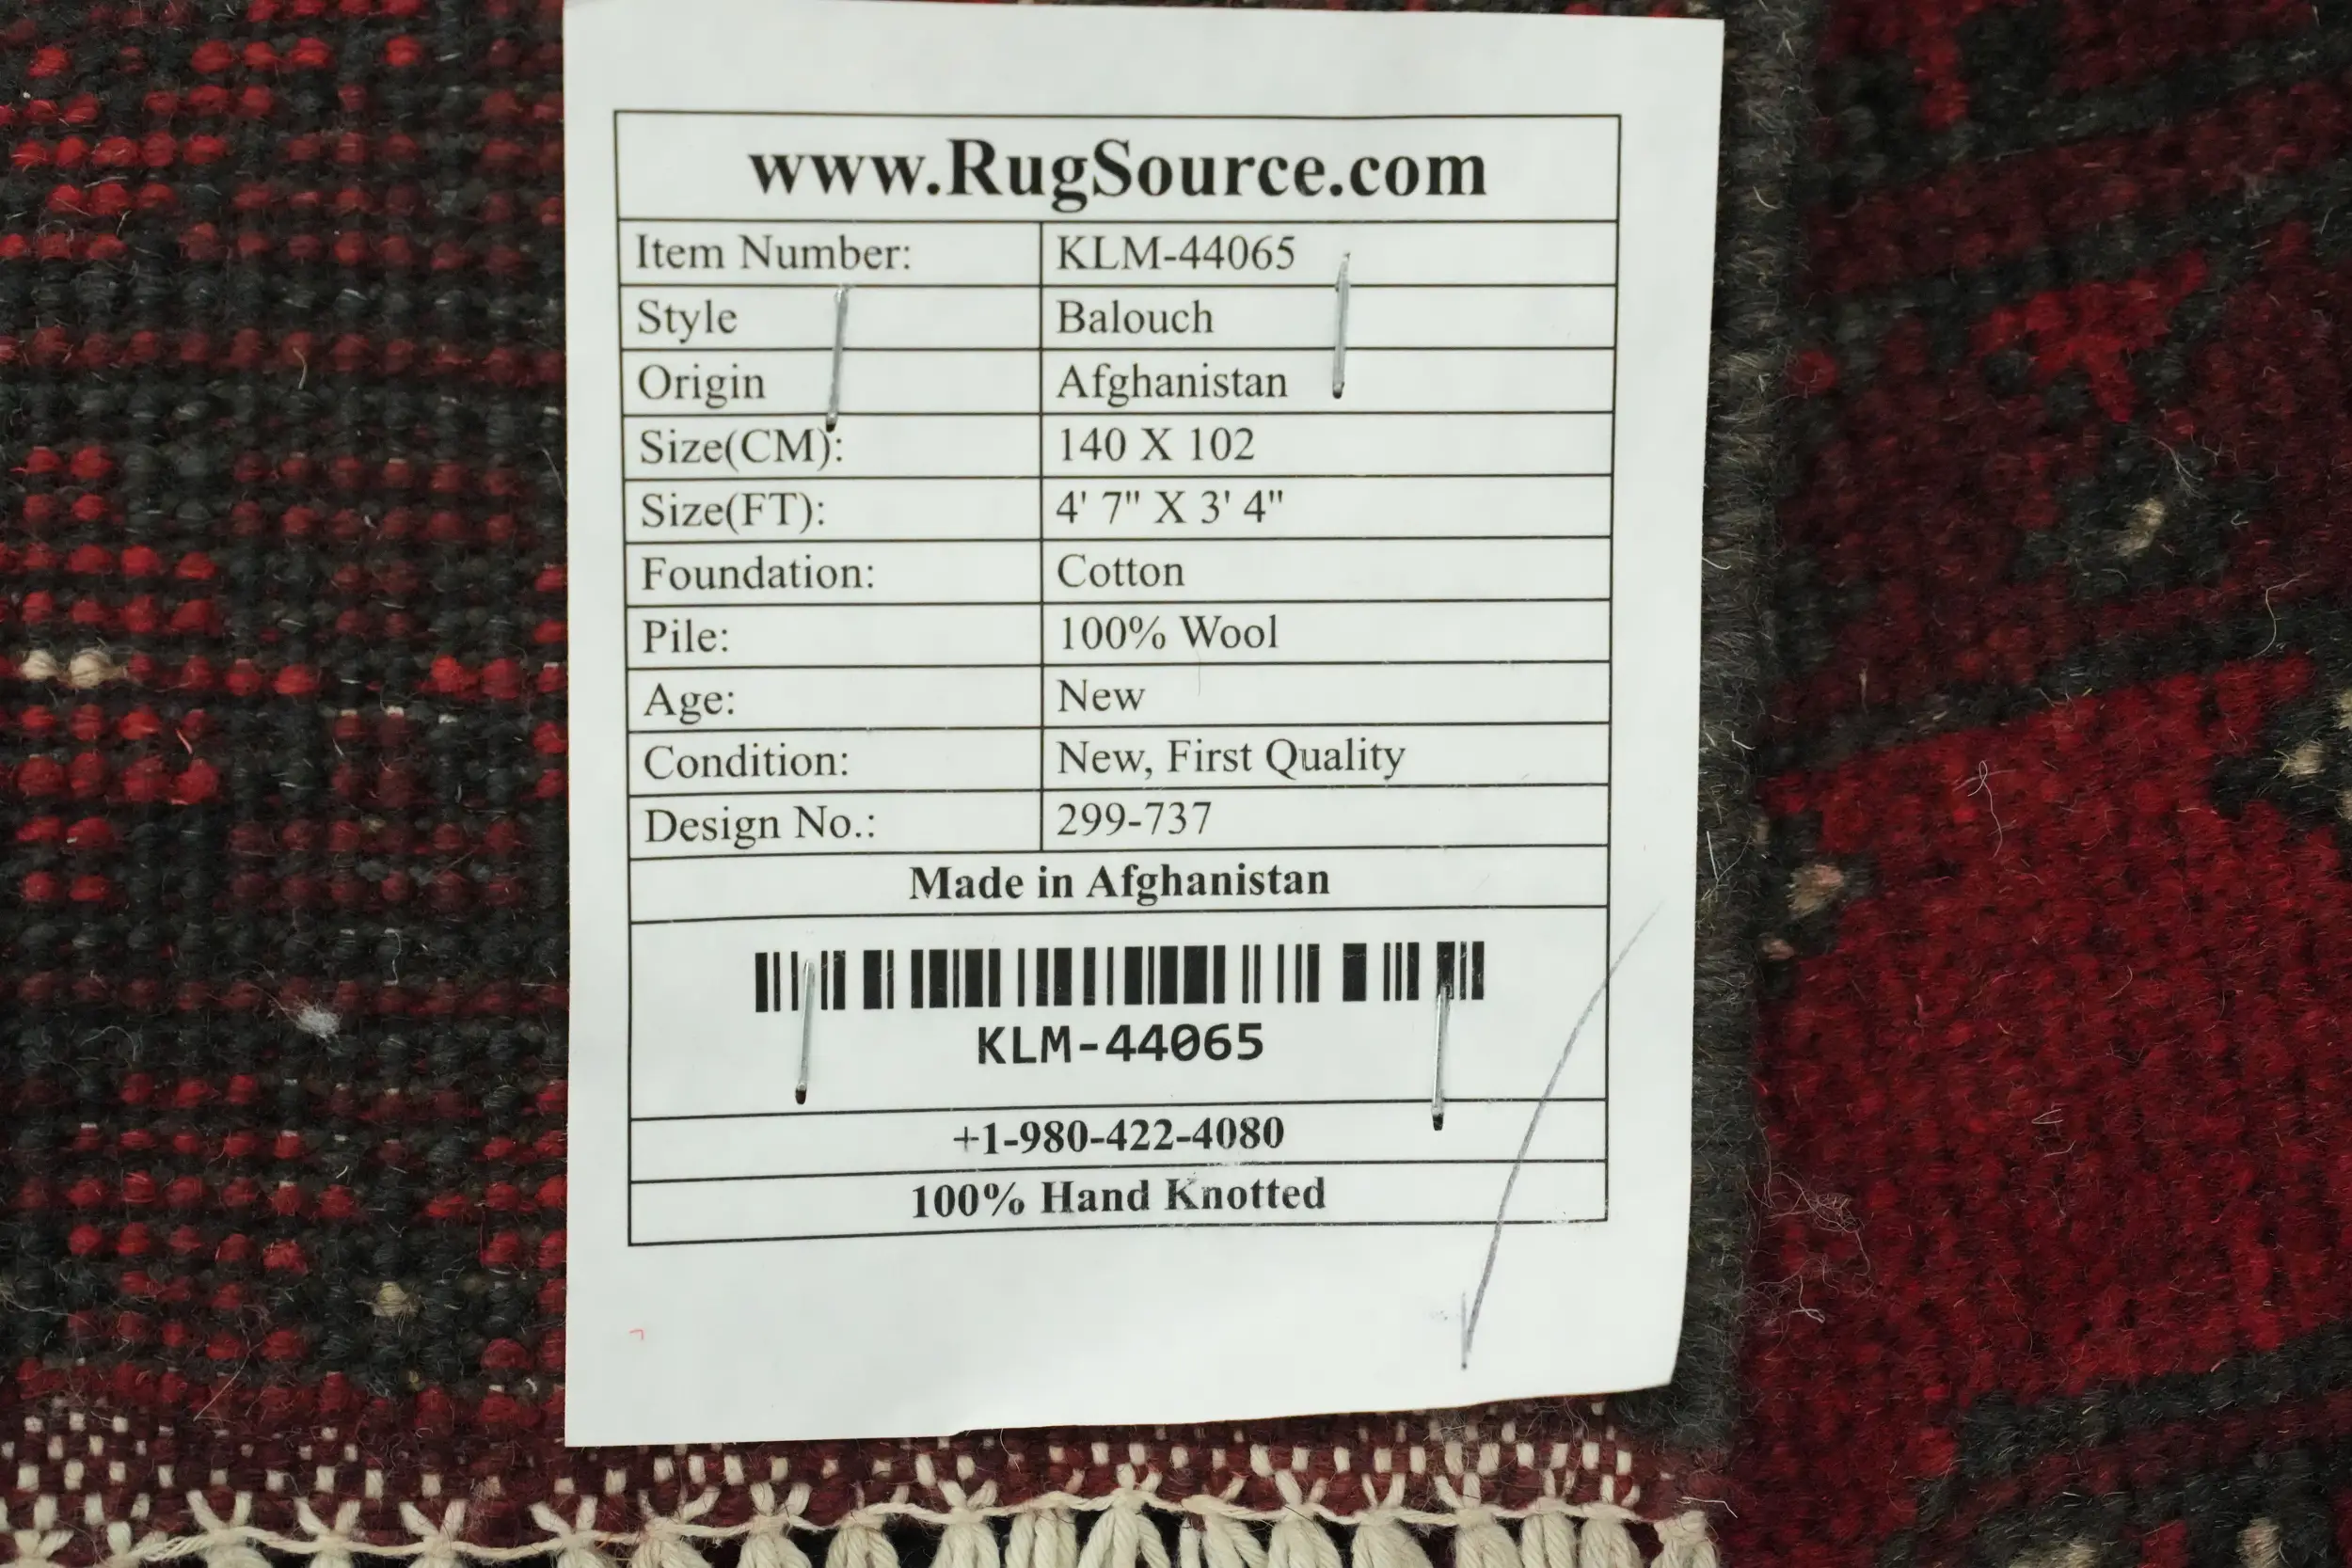 www.RugSource.com
Item Number: KLM-44065
Style Balouch
Origin Afghanistan
Size(CM): 140 X 102
Size(FT): 4' 7" X 3' 4"
Foundation: Cotton
Pile: 100% Wool
Age: New
Condition: New, First Quality
Design No.: 299-737
Made in Afghanistan
KLM-44065
+1-980-422-4080
100% Hand Knotted